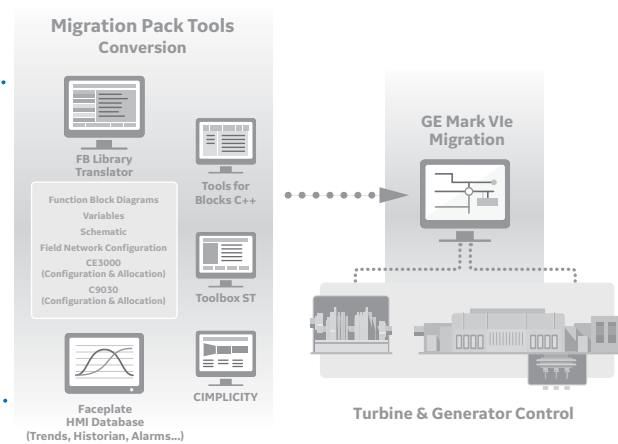 Migration Pack Tools
Conversion
FB Library
Translator
Function Block Diagrams
Variables
Schematic
Field Network Configuration
CE3000
(Configuration & Allocation)
C9030
(Configuration & Allocation)
Faceplate
HMI Database
(Trends, Historian, Alarms...)
Tools for
Blocks C++
Toolbox ST
CIMPLICITY
GE Mark VIe
Migration
Turbine & Generator Control